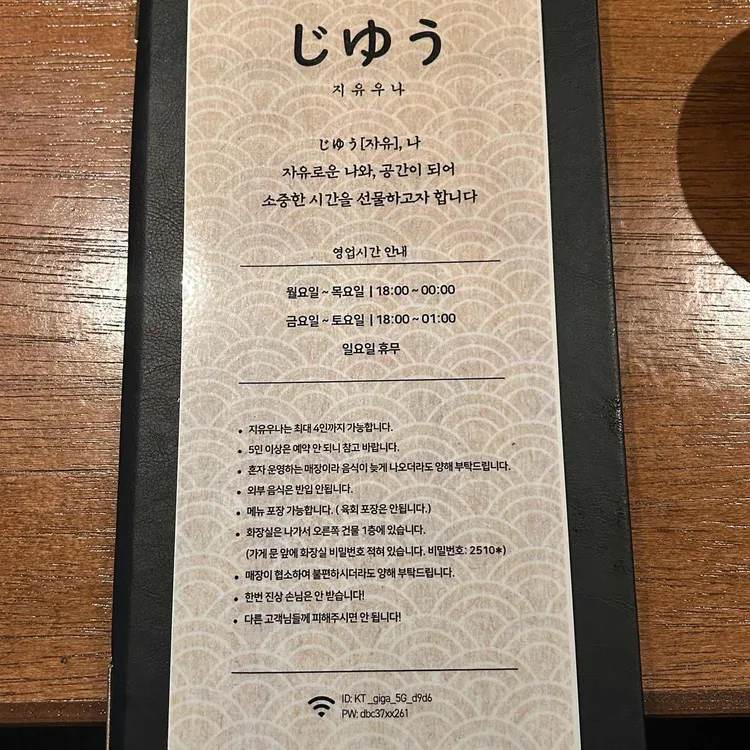 じゆう
지유우나
じゆう[자유], 나
자유로운 나와, 공간이 되어
소중한 시간을 선물하고자 합니다
영업시간 안내
월요일 ~ 목요일 | 18:00 ~ 00:00
금요일 ~ 토요일 | 18:00 ~ 01:00
일요일 휴무
• 지유우나는 최대 4인까지 가능합니다.
• 5인 이상은 예약 안 되니 참고 바랍니다.
• 혼자 운영하는 매장이라 음식이 늦게 나오더라도 양해 부탁드립니다.
• 외부 음식은 반입 안됩니다.
• 메뉴 포장 가능합니다. ( 육회 포장은 안됩니다.)
• 화장실은 나가서 오른쪽 건물 1층에 있습니다.
(가게 문 앞에 화장실 비밀번호 적혀 있습니다. 비밀번호: 2510*)
• 매장이 협소하여 불편하시더라도 양해 부탁드립니다.
• 한번 진상 손님은 안 받습니다!
• 다른 고객님들께 피해주시면 안 됩니다!
ID: KT _giga_5G_d9d6
PW: dbc37xx261